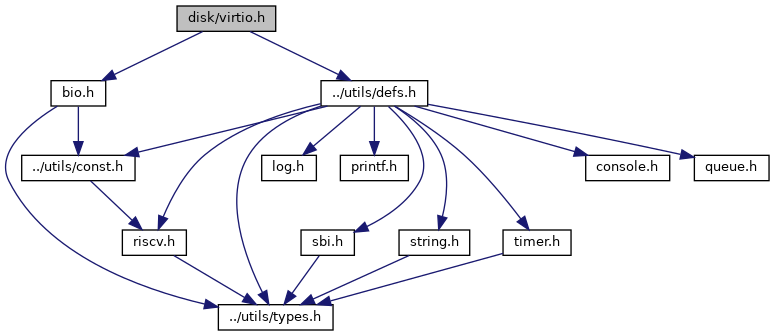 disk/virtio.h
bio.h
../utils/defs.h
../utils/const.h
log.h
printf.h
console.h
queue.h
riscv.h
sbi.h
string.h
timer.h
../utils/types.h